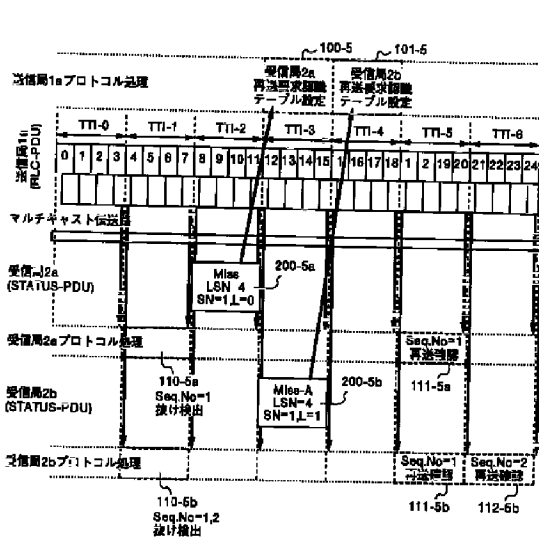 100-5
101-5
受信局2a
再送要求認識
テーブル設定
受信局2b
再送要求認識
テーブル設定
送信局1aプロトコル処理
TTI-0 TTI-1 TTI-2 TTI-3 TTI-4 TTI-5 TTI-6
送信局1a
(RLC-PDU)
0 1 2 3 4 5 6 7 8 9 10 11 12 13 14 15 1 16 17 18 1 2 19 20 21 22 23 24
マルチキャスト伝送
受信局2a
(STATUS-PDU)
Miss
LSN=4
SN=1,L=0
200-5a
受信局2aプロトコル処理
Seq.No=1
再送確認
110-5a
Seq.No=1
抜け検出
111-5a
受信局2b
(STATUS-PDU)
Miss-A
LSN=4
SN=1,L=1
200-5b
受信局2bプロトコル処理
Seq.No=1
再送確認
Seq.No=2
再送確認
110-5b
Seq.No=1,2
抜け検出
111-5b
112-5b